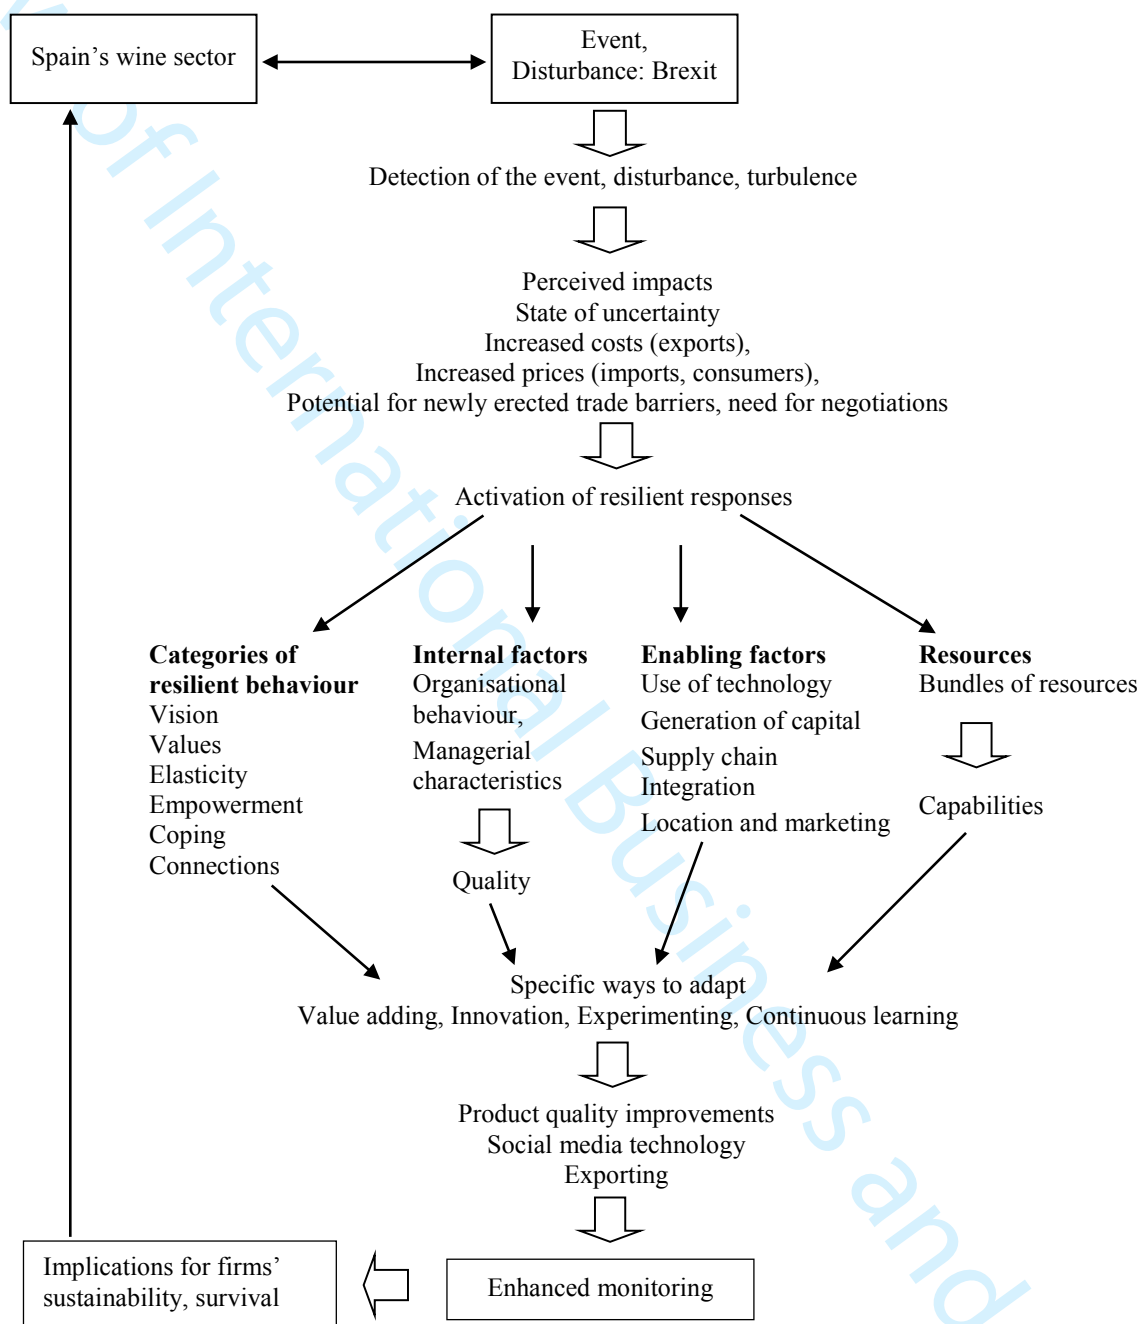 Spain’s wine sector
Event,
Disturbance: Brexit
Detection of the event, disturbance, turbulence
Perceived impacts
State of uncertainty
Increased costs (exports),
Increased prices (imports, consumers),
Potential for newly erected trade barriers, need for negotiations
Activation of resilient responses
Categories of
resilient behaviour
Vision
Values
Elasticity
Empowerment
Coping
Connections
Internal factors
Organisational
behaviour,
Managerial
characteristics
Quality
Enabling factors
Use of technology
Generation of capital
Supply chain
Integration
Location and marketing
Resources
Bundles of resources
Capabilities
Specific ways to adapt
Value adding, Innovation, Experimenting, Continuous learning
Product quality improvements
Social media technology
Exporting
Enhanced monitoring
Implications for firms’
sustainability, survival
of International Business and